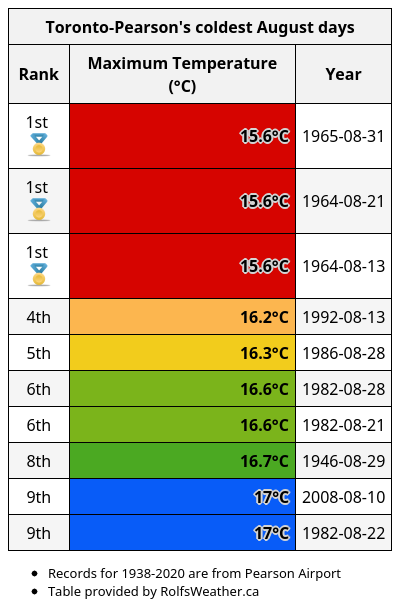 Toronto-Pearson's coldest August days
Rank Maximum Temperature (°C) Year
1st 15.6°C 1965-08-31
1st 15.6°C 1964-08-21
1st 15.6°C 1964-08-13
4th 16.2°C 1992-08-13
5th 16.3°C 1986-08-28
6th 16.6°C 1982-08-28
6th 16.6°C 1982-08-21
8th 16.7°C 1946-08-29
9th 17°C 2008-08-10
9th 17°C 1982-08-22
• Records for 1938-2020 are from Pearson Airport
• Table provided by RolfsWeather.ca